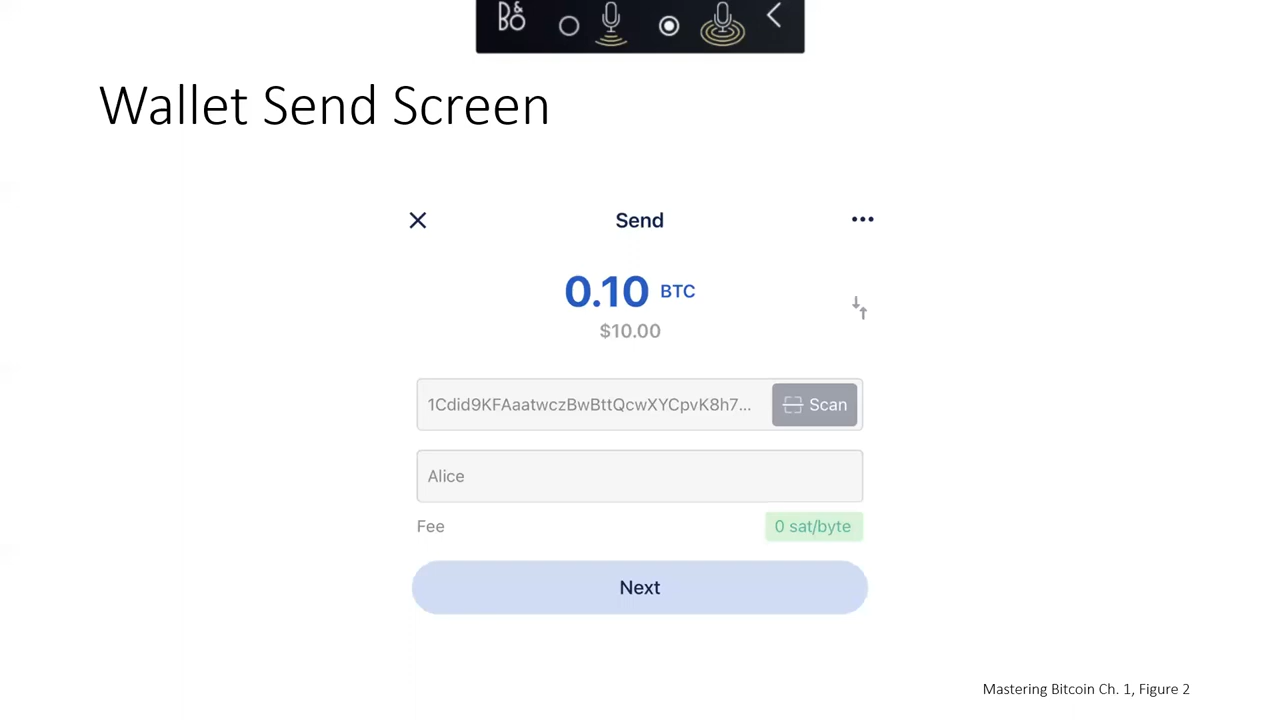 B&O
Wallet Send Screen
Send
0.10 BTC
$10.00
1Cdid9KFAaatwczBwBttQcwXYCpvK8h7...
Scan
Alice
Fee
0 sat/byte
Next
Mastering Bitcoin Ch. 1, Figure 2